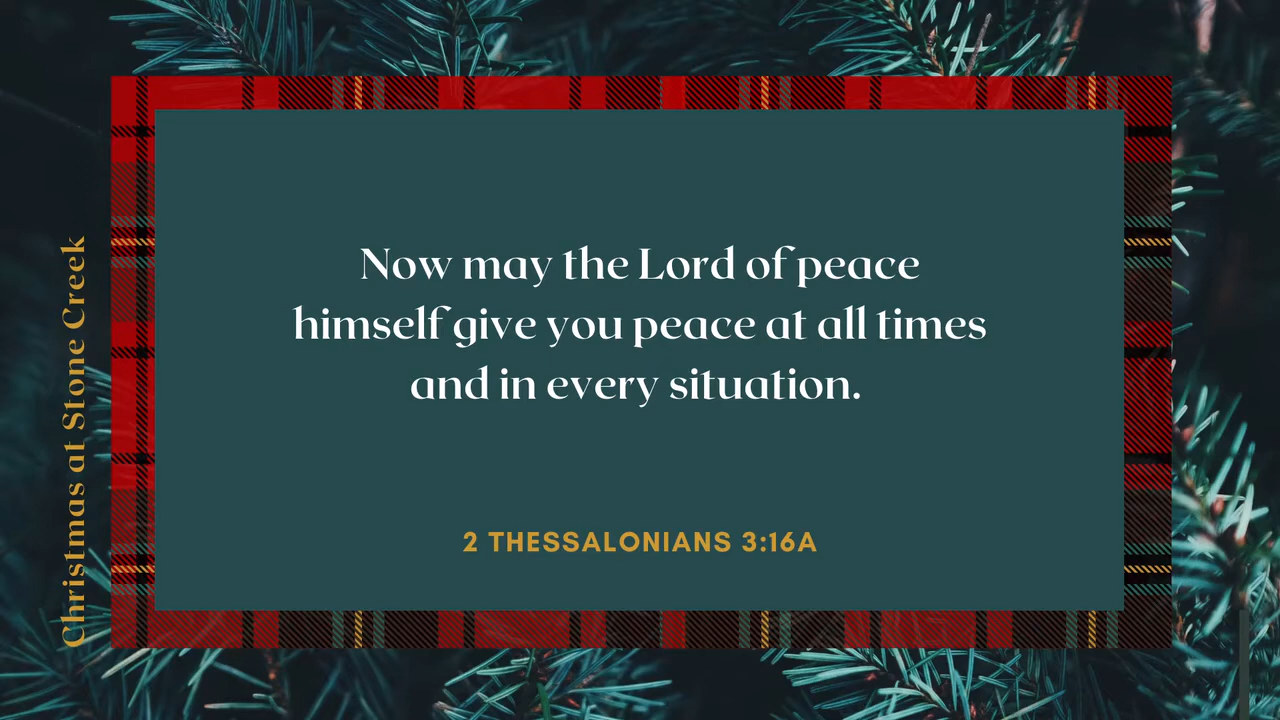 Christmas at Stone Creek
Now may the Lord of peace
himself give you peace at all times
and in every situation.
2 THESSALONIANS 3:16A